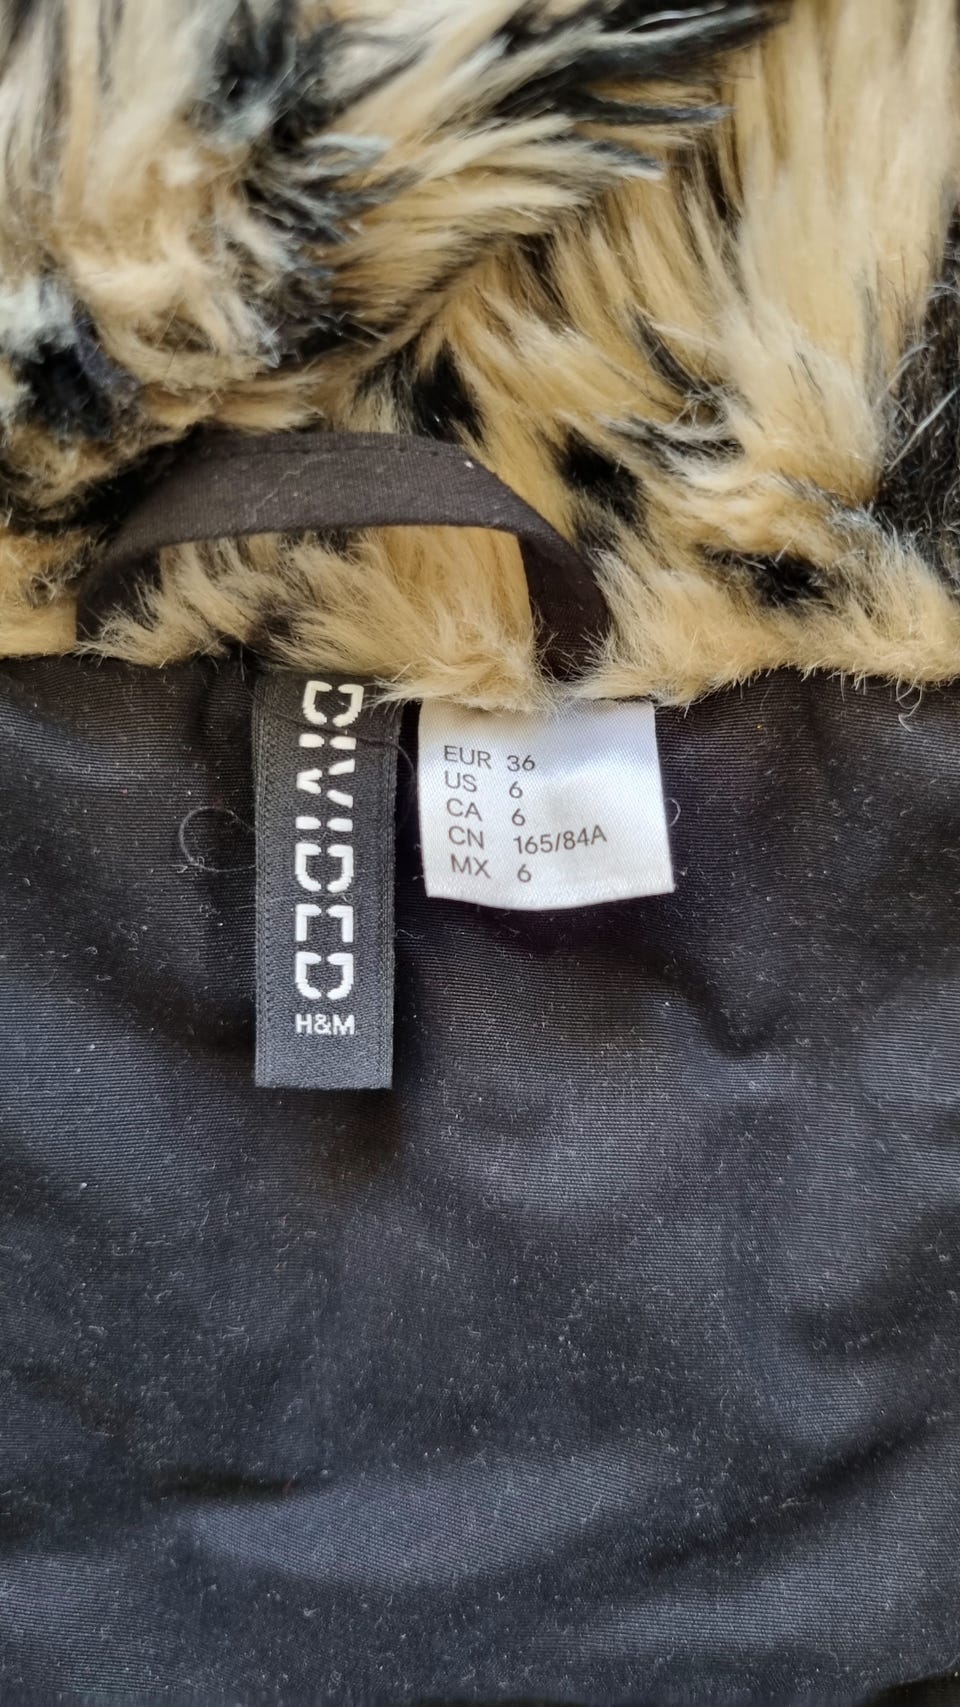 DIVIDED
H&M
EUR 36
US 6
CA 6
CN 165/84A
MX 6